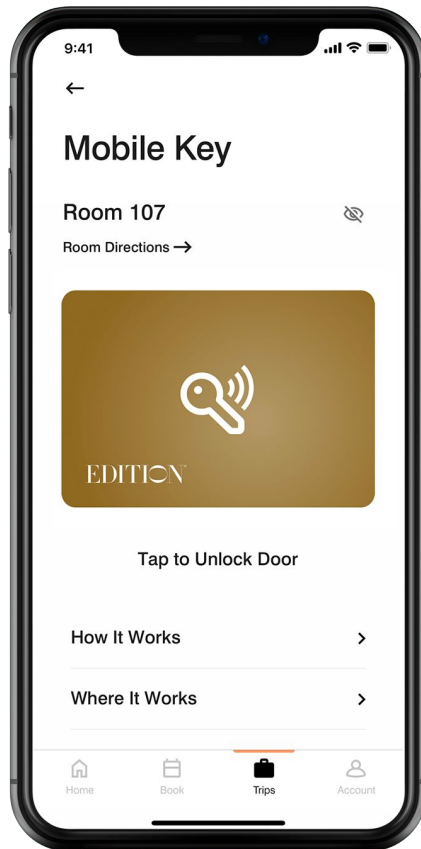 9:41
Mobile Key
Room 107
Room Directions →
EDITION
Tap to Unlock Door
How It Works
Where It Works
Home Book Trips Account